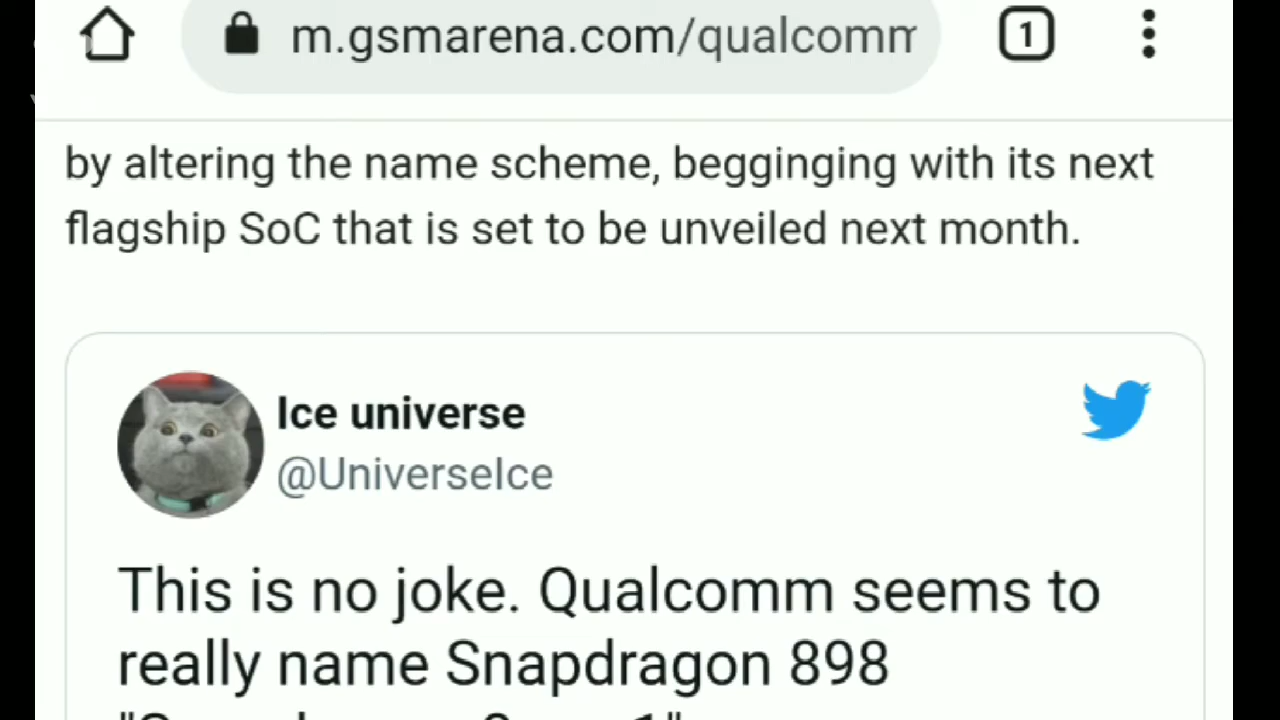 m.gsmarena.com/qualcomm
1
by altering the name scheme, begginging with its next
flagship SoC that is set to be unveiled next month.
Ice universe
@UniverseIce
This is no joke. Qualcomm seems to
really name Snapdragon 898